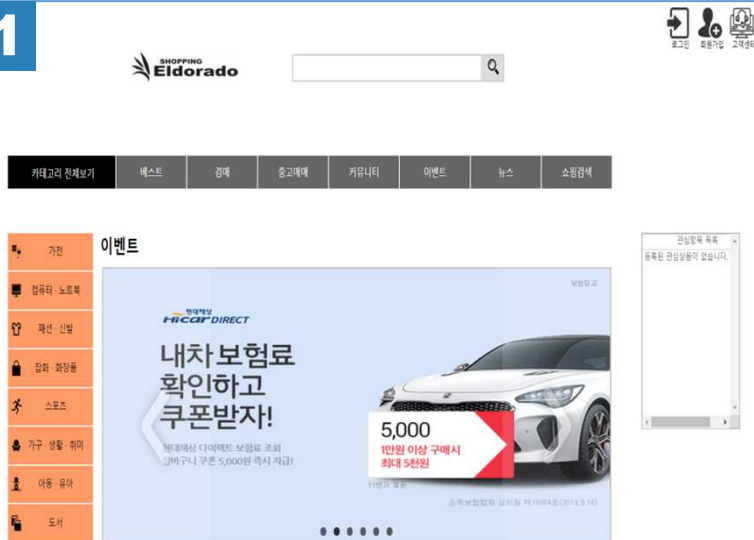 1
로그인 회원가입 고객센터
SHOPPING
Eldorado
카테고리 전체보기 베스트 경매 중고매매 커뮤니티 이벤트 뉴스 쇼핑검색
가전
컴퓨터 · 노트북
패션 · 신발
잡화 · 화장품
스포츠
가구 · 생활 · 취미
아동 · 유아
도서
이벤트
보험광고
현대해상
Hicar DIRECT
내차 보험료
확인하고
쿠폰받자!
현대해상 다이렉트 보험료 조회
장바구니 쿠폰 5,000원 즉시 지급!
5,000
1만원 이상 구매시
최대 5천원
11번가 제공
관심항목 목록
등록된 관심상품이 없습니다.